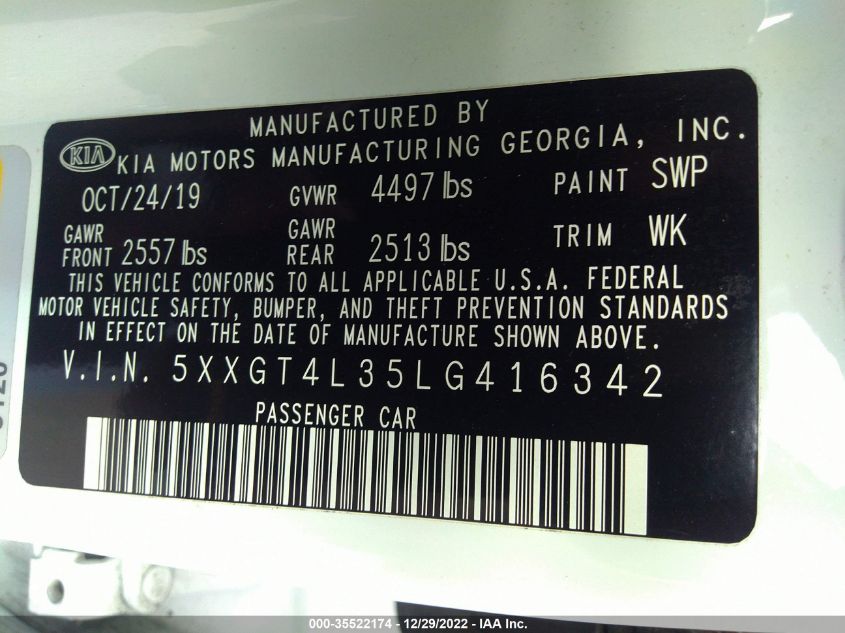 MANUFACTURED BY
KIA KIA MOTORS MANUFACTURING GEORGIA, INC.
OCT/24/19 GVWR 4497 lbs PAINT SWP
GAWR FRONT 2557 lbs GAWR REAR 2513 lbs TRIM WK
THIS VEHICLE CONFORMS TO ALL APPLICABLE U.S.A. FEDERAL
MOTOR VEHICLE SAFETY, BUMPER, AND THEFT PREVENTION STANDARDS
IN EFFECT ON THE DATE OF MANUFACTURE SHOWN ABOVE.
V.I.N. 5XXGT4L35LG416342
PASSENGER CAR
000-35522174 - 12/29/2022 - IAA Inc.